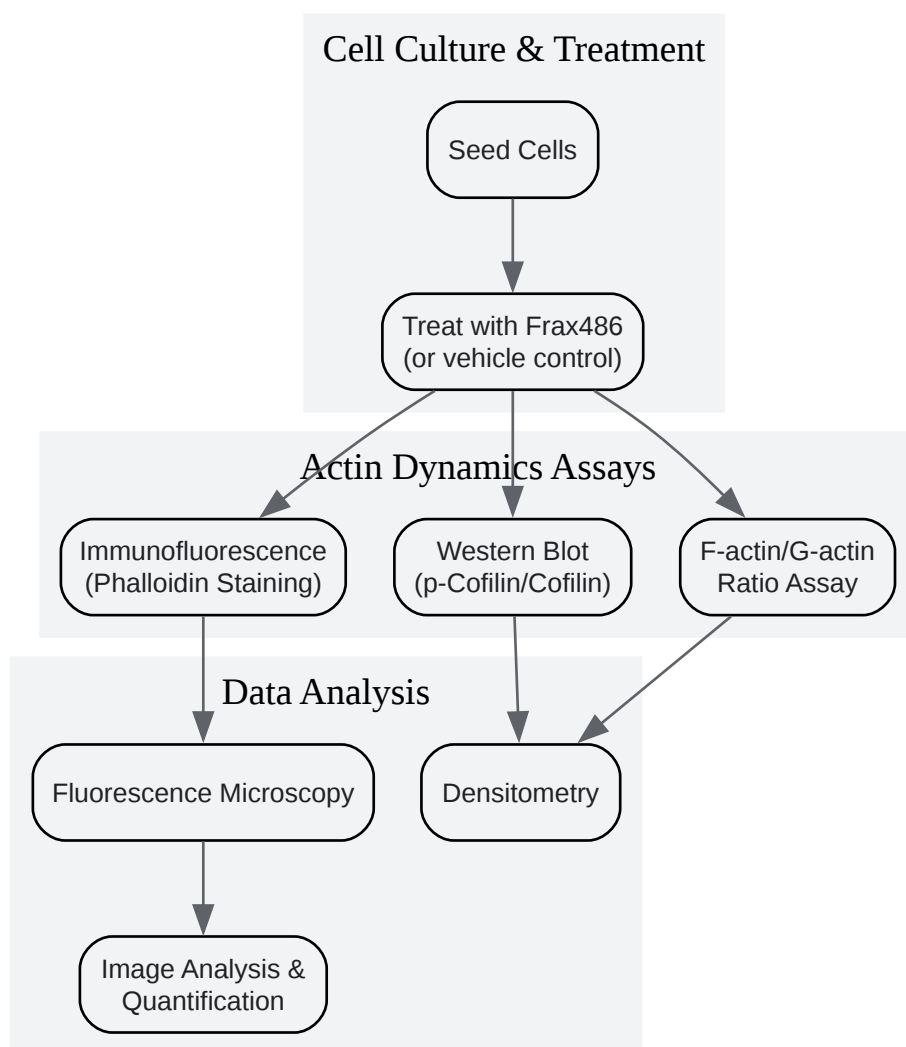 Cell Culture & Treatment
Seed Cells
Treat with Frax486
(or vehicle control)
Actin Dynamics Assays
Immunofluorescence
(Phalloidin Staining)
Western Blot
(p-Cofilin/Cofilin)
F-actin/G-actin
Ratio Assay
Data Analysis
Fluorescence Microscopy
Densitometry
Image Analysis &
Quantification